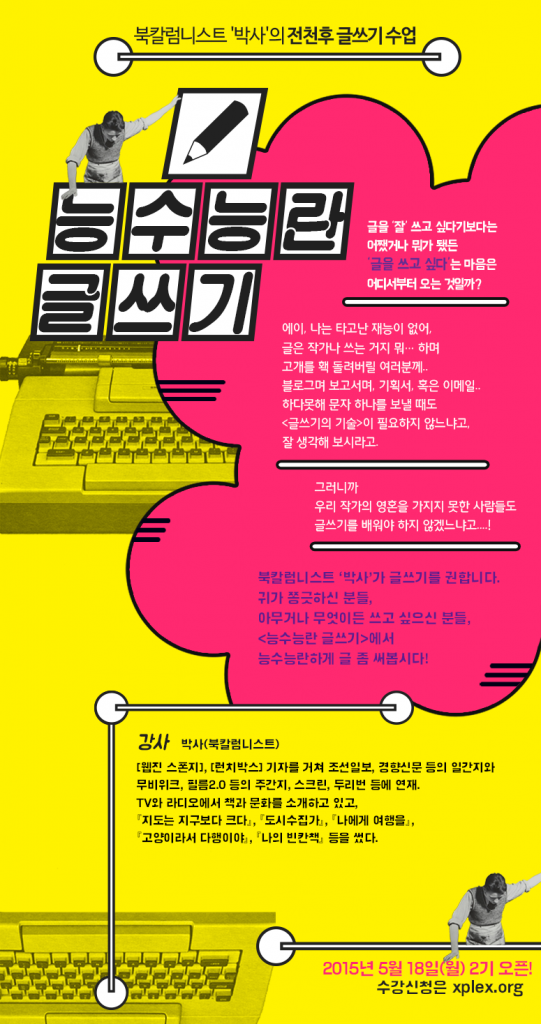 북칼럼니스트 '박사'의 전천후 글쓰기 수업
능수능란
글쓰기
글을 '잘' 쓰고 싶다기보다는
어쨌거나 뭐가 됐든
'글을 쓰고 싶다'는 마음은
어디서부터 오는 것일까?
에이, 나는 타고난 재능이 없어,
글은 작가나 쓰는 거지 뭐… 하며
고개를 홱 돌려버릴 여러분께..
블로그며 보고서며, 기획서, 혹은 이메일..
하다못해 문자 하나를 보낼 때도
<글쓰기의 기술>이 필요하지 않느냐고,
잘 생각해 보시라고.
그러니까
우리 작가의 영혼을 가지지 못한 사람들도
글쓰기를 배워야 하지 않겠느냐고....!
북칼럼니스트 '박사'가 글쓰기를 권합니다.
귀가 쫑긋하신 분들,
아무거나 무엇이든 쓰고 싶으신 분들,
<능수능란 글쓰기>에서
능수능란하게 글 좀 써봅시다!
강사 박사(북칼럼니스트)
[웹진 스폰지], [런치박스] 기자를 거쳐 조선일보, 경향신문 등의 일간지와
무비위크, 필름2.0 등의 주간지, 스크린, 두리번 등에 연재.
TV와 라디오에서 책과 문화를 소개하고 있고,
『지도는 지구보다 크다』, 『도시수집가』, 『나에게 여행을』,
『고양이라서 다행이야』, 『나의 빈칸책』 등을 썼다.
2015년 5월 18일(월) 2기 오픈!
수강신청은 xplex.org